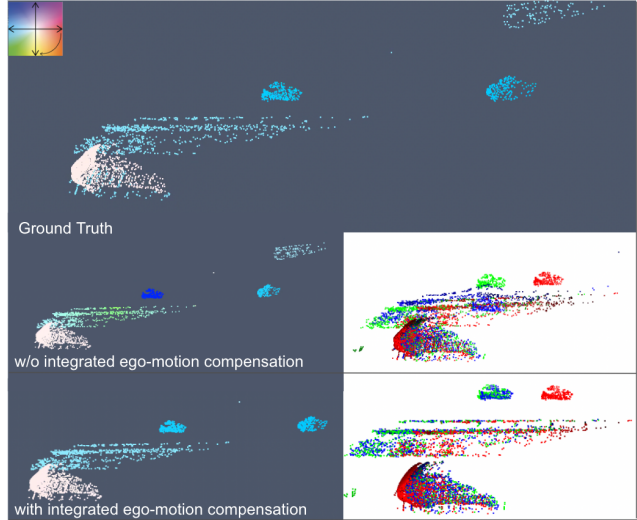 Ground Truth
w/o integrated ego-motion compensation
with integrated ego-motion compensation